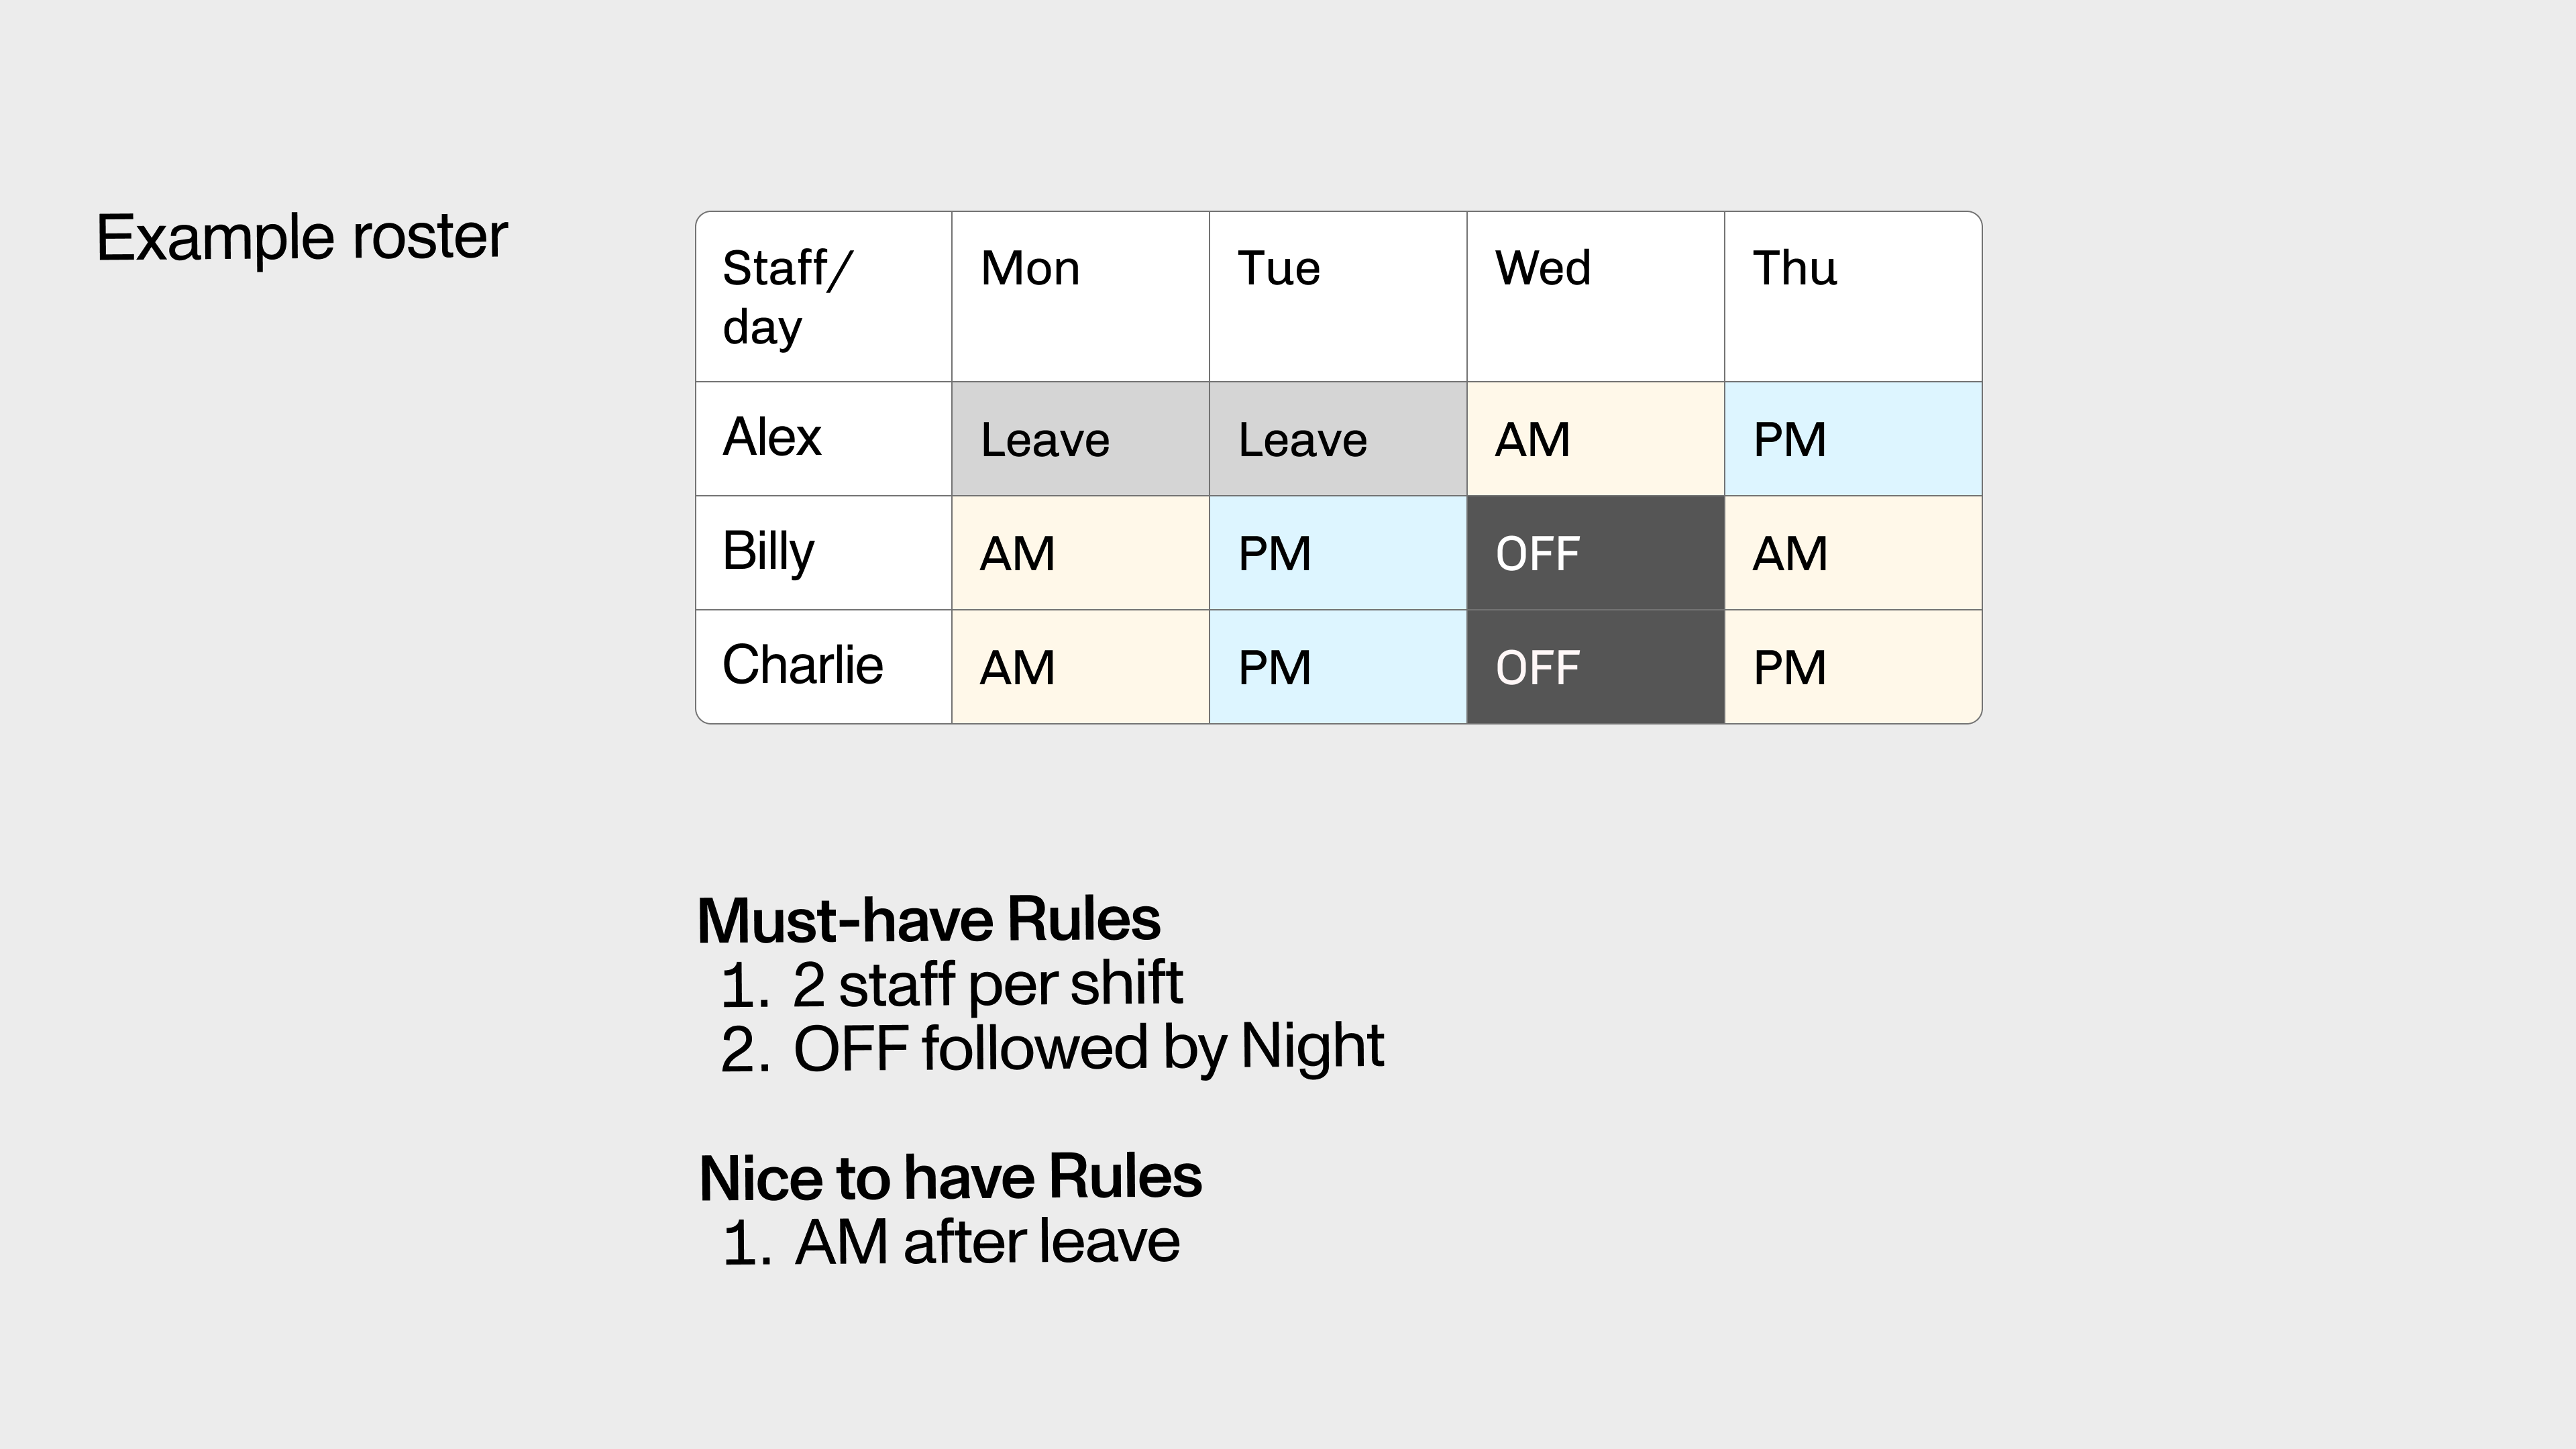 Example roster
Staff/ Mon Tue Wed Thu
day
Alex Leave Leave AM PM
Billy AM PM OFF AM
Charlie AM PM OFF PM
Must-have Rules
1. 2 staff per shift
2. OFF followed by Night
Nice to have Rules
1. AM after leave